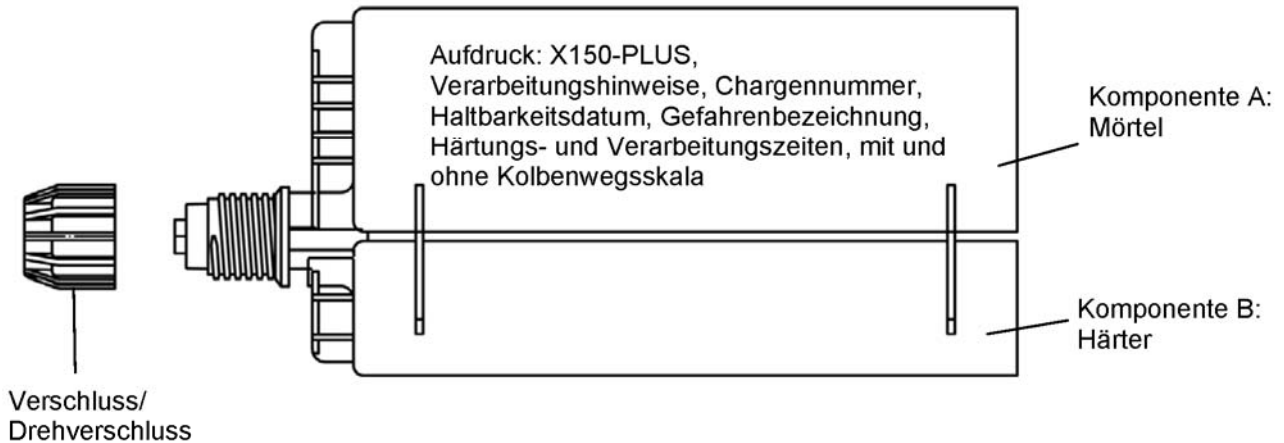 Aufdruck: X150-PLUS,
Verarbeitungshinweise, Chargennummer,
Haltbarkeitsdatum, Gefahrenbezeichnung,
Härtungs- und Verarbeitungszeiten, mit und
ohne Kolbenwegsskala
Komponente A:
Mörtel
Komponente B:
Härter
Verschluss/
Drehverschluss